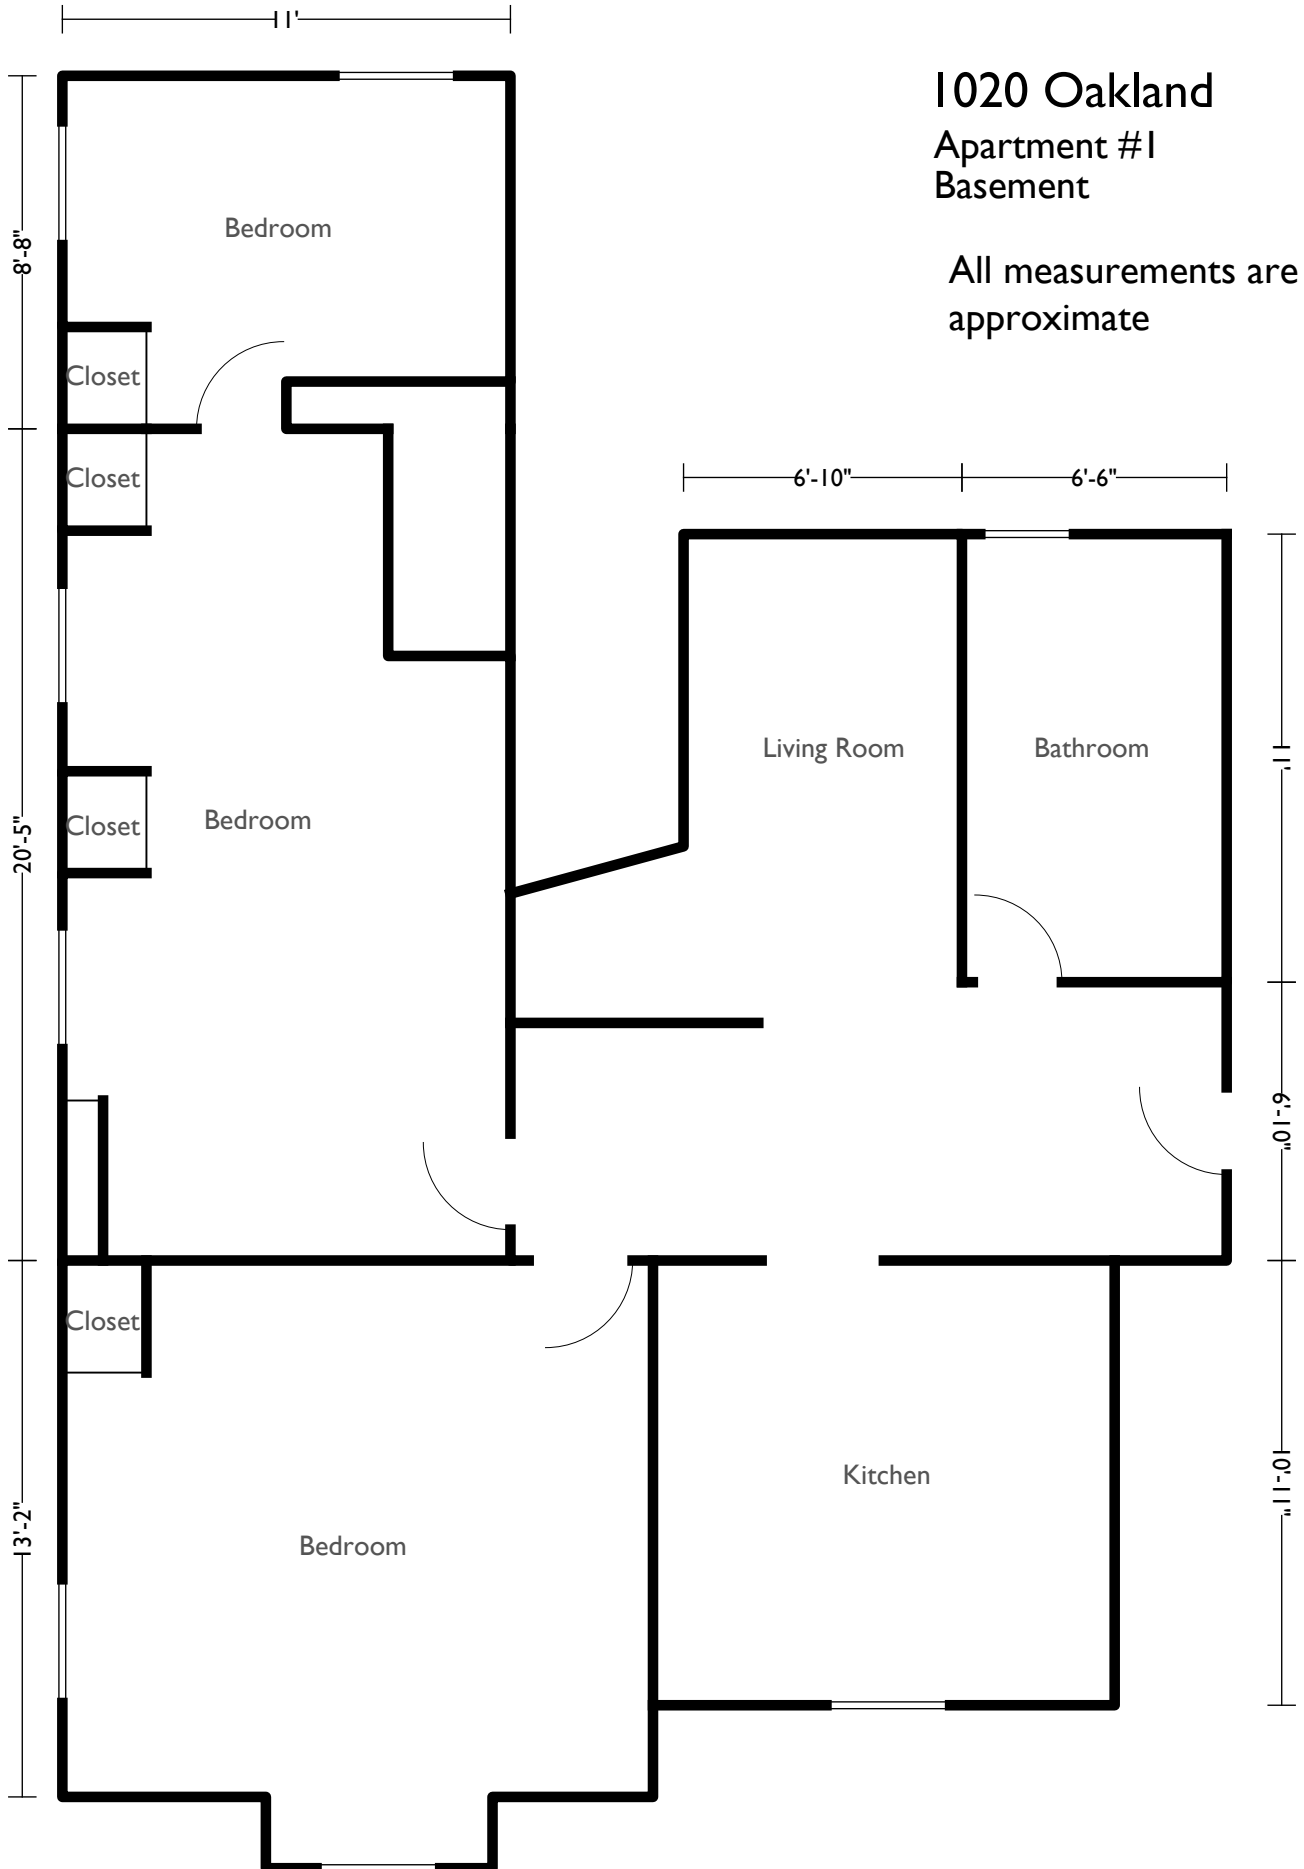 11'
1020 Oakland
Apartment #1
Basement
All measurements are
approximate
8'-8"
Bedroom
Closet
Closet
6'-10"
6'-6"
Living Room
Bathroom
11'
20'-5"
Closet
Bedroom
6'-10"
Closet
Kitchen
10'-11"
13'-2"
Bedroom